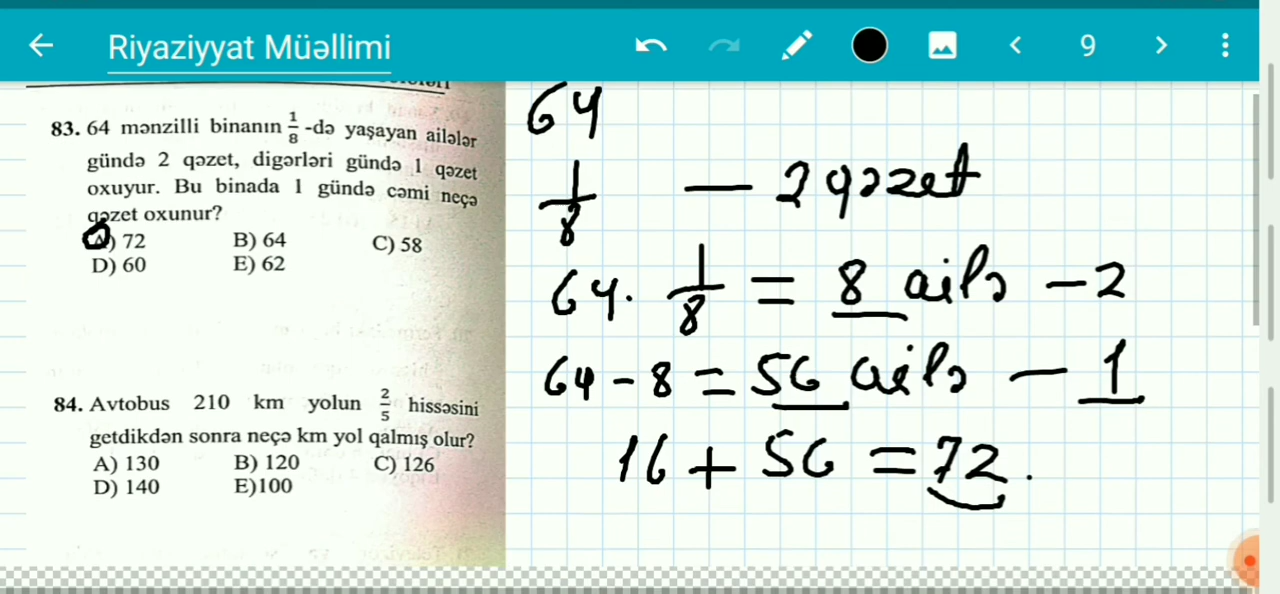 Riyaziyyat Müəllimi
9
83. 64 mənzilli binanın 1/8 -də yaşayan ailələr
gündə 2 qəzet, digərləri gündə 1 qəzet
oxuyur. Bu binada 1 gündə cəmi neçə
qəzet oxunur?
A) 72 B) 64 C) 58
D) 60 E) 62
84. Avtobus 210 km yolun 2/5 hissəsini
getdikdən sonra neçə km yol qalmış olur?
A) 130 B) 120 C) 126
D) 140 E)100
64
1/8 — 2 qəzet
64 · 1/8 = 8 ailə – 2
64 – 8 = 56 ailə — 1
16 + 56 = 72.